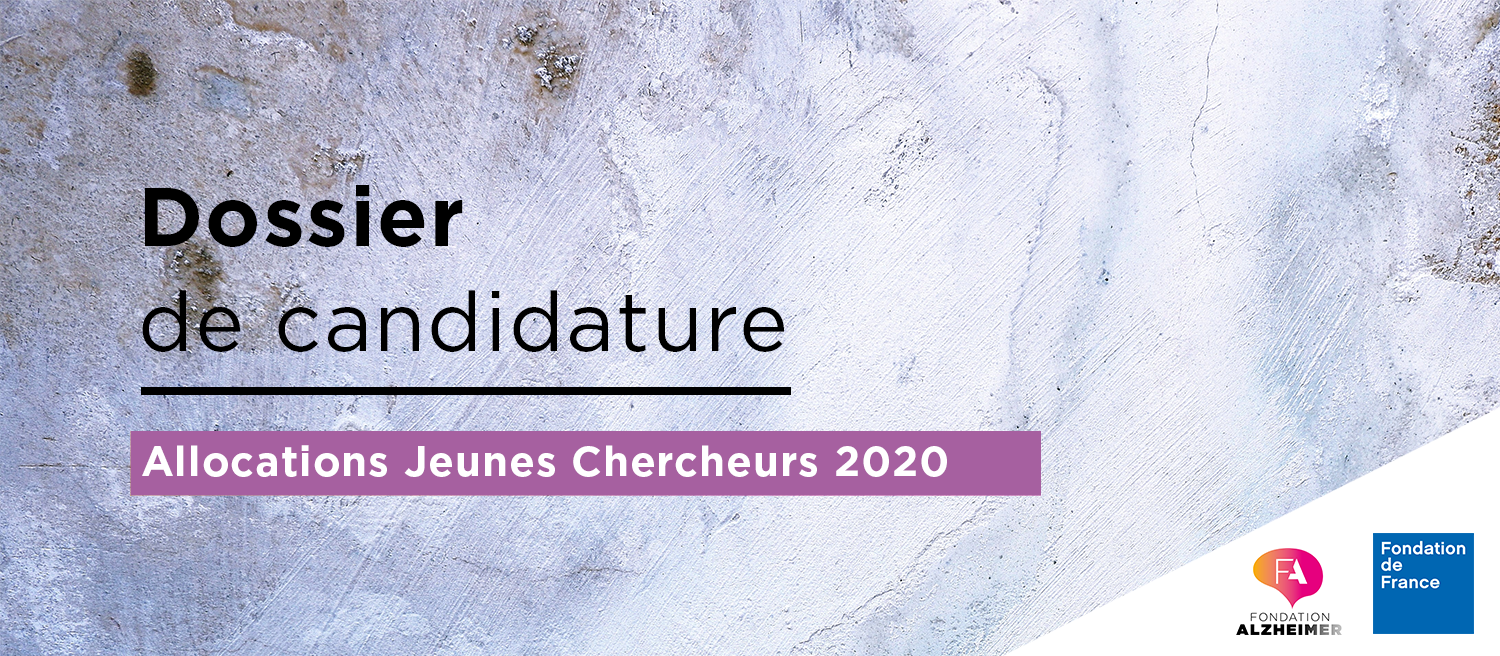 Dossier
de candidature
Allocations Jeunes Chercheurs 2020
FA
FONDATION
ALZHEIMER
Fondation
de
France